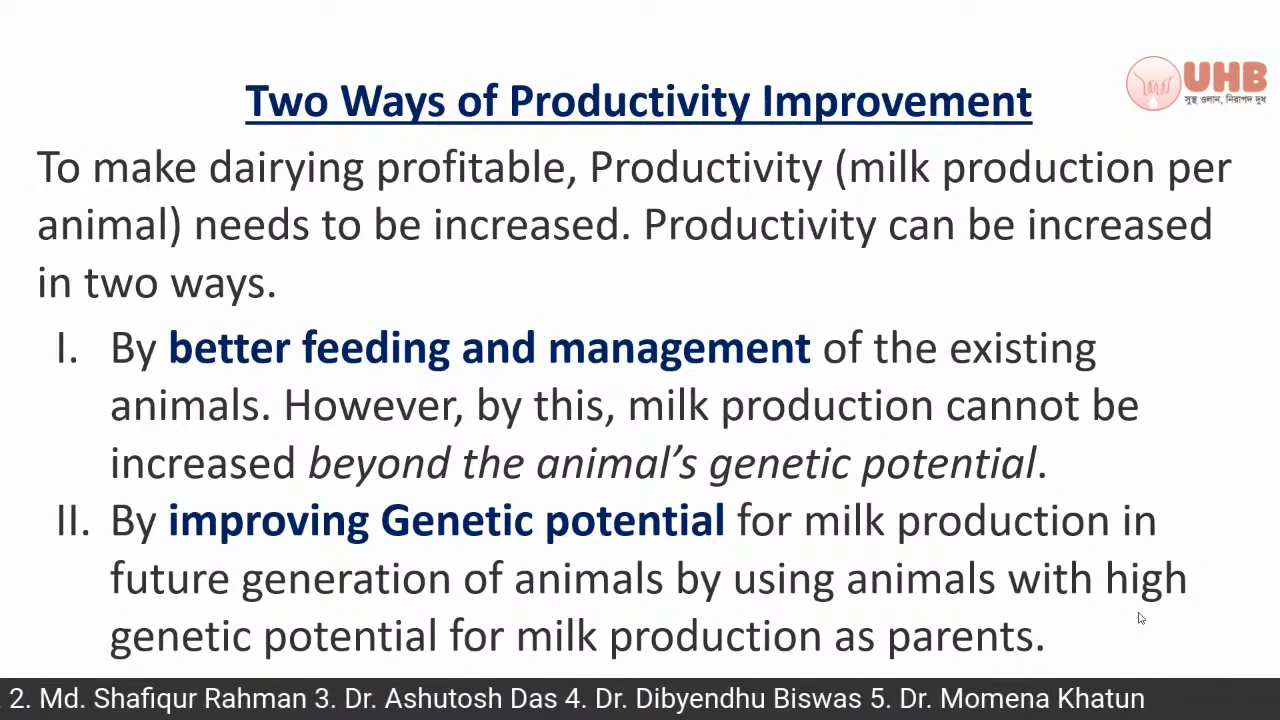 UHB
সুস্থ ওলান, নিরাপদ দুধ
Two Ways of Productivity Improvement
To make dairying profitable, Productivity (milk production per
animal) needs to be increased. Productivity can be increased
in two ways.
I. By better feeding and management of the existing
animals. However, by this, milk production cannot be
increased beyond the animal’s genetic potential.
II. By improving Genetic potential for milk production in
future generation of animals by using animals with high
genetic potential for milk production as parents.
2. Md. Shafiqur Rahman 3. Dr. Ashutosh Das 4. Dr. Dibyendhu Biswas 5. Dr. Momena Khatun